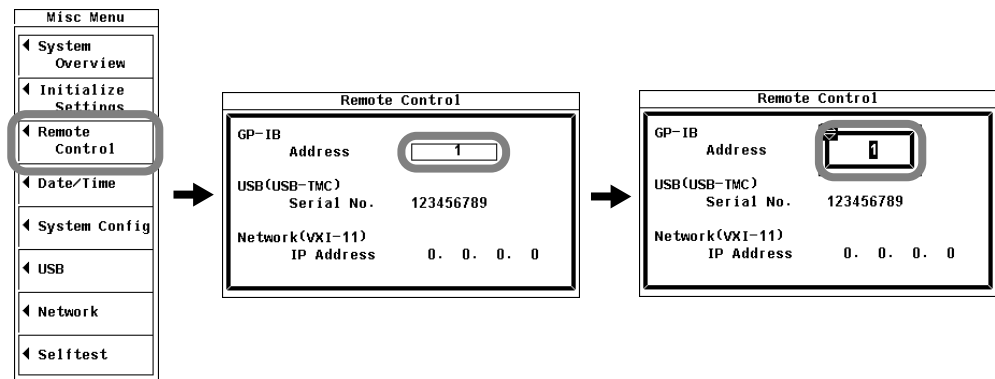 Misc Menu
System
Overview
Initialize
Settings
Remote
Control
Date/Time
System Config
USB
Network
Selftest
Remote Control
GP-IB
Address 1
USB(USB-TMC)
Serial No. 123456789
Network(VXI-11)
IP Address 0. 0. 0. 0
Remote Control
GP-IB
Address 1
USB(USB-TMC)
Serial No. 123456789
Network(VXI-11)
IP Address 0. 0. 0. 0